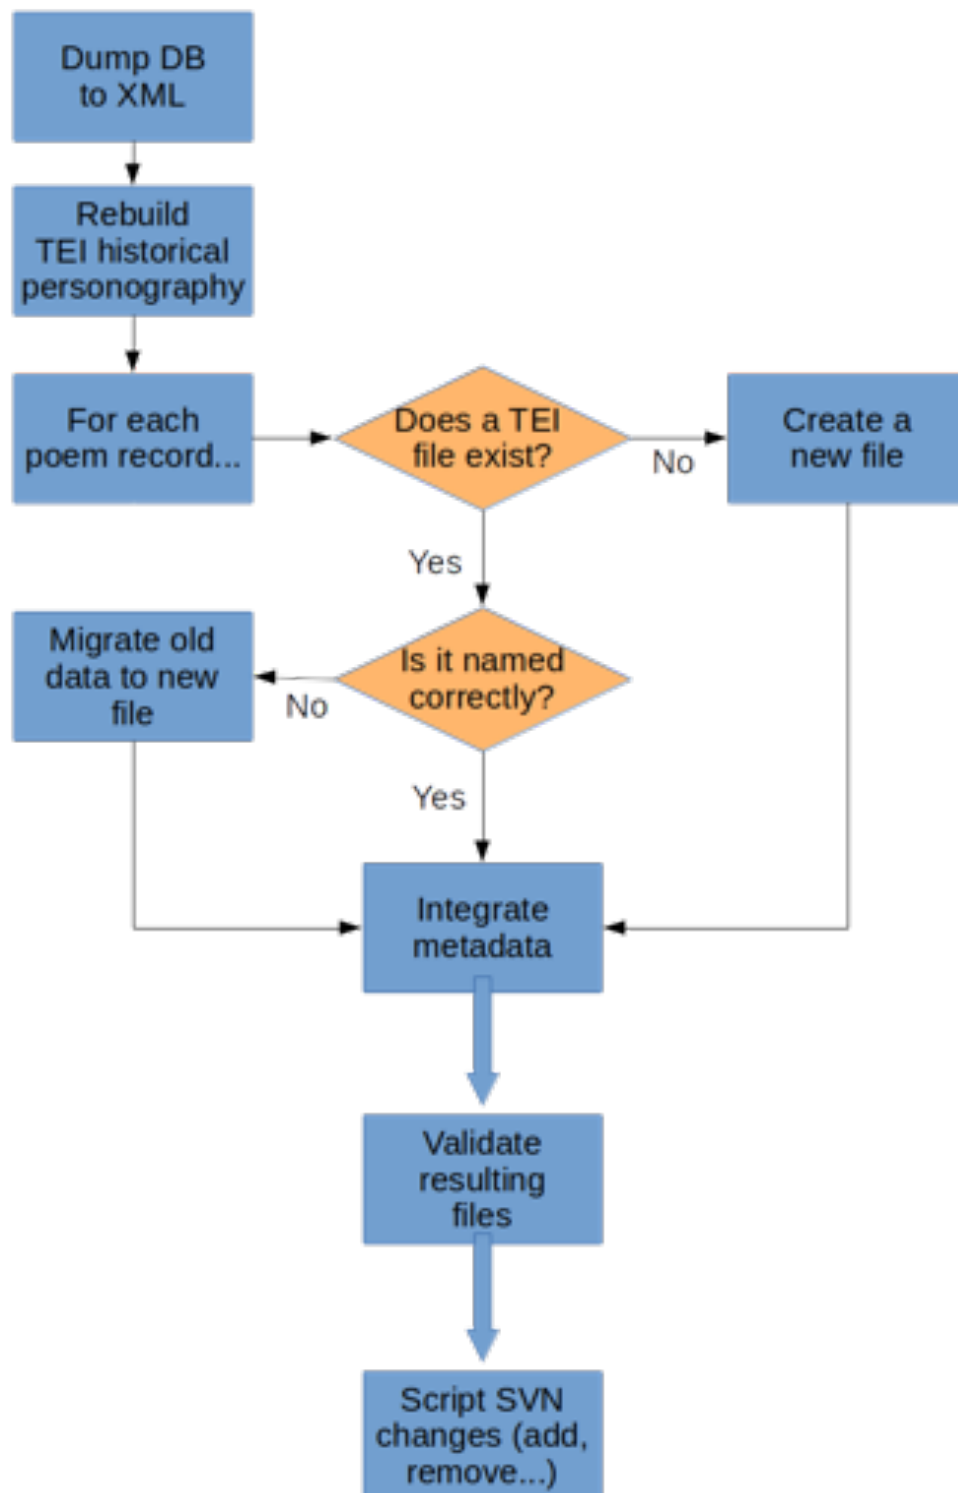 Dump DB
to XML
Rebuild
TEI historical
personography
For each
poem record...
Does a TEI
file exist?
No
Create a
new file
Yes
Migrate old
data to new
file
No
Is it named
correctly?
Yes
Integrate
metadata
Validate
resulting
files
Script SVN
changes (add,
remove...)